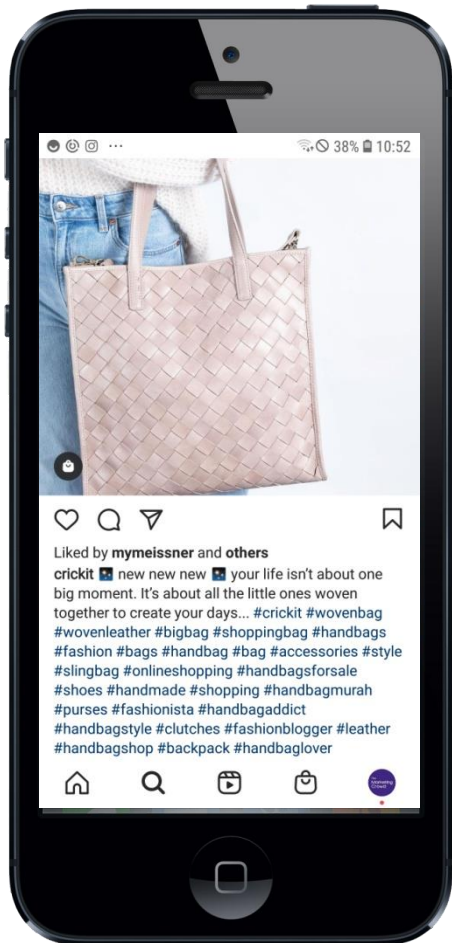 38% 10:52
Liked by mymeissner and others
crickit 🌃 new new new 🌃 your life isn’t about one
big moment. It’s about all the little ones woven
together to create your days... #crickit #wovenbag
#wovenleather #bigbag #shoppingbag #handbags
#fashion #bags #handbag #bag #accessories #style
#slingbag #onlineshopping #handbagsforsale
#shoes #handmade #shopping #handbagmurah
#purses #fashionista #handbagaddict
#handbagstyle #clutches #fashionblogger #leather
#handbagshop #backpack #handbaglover
Marketing
Crowd